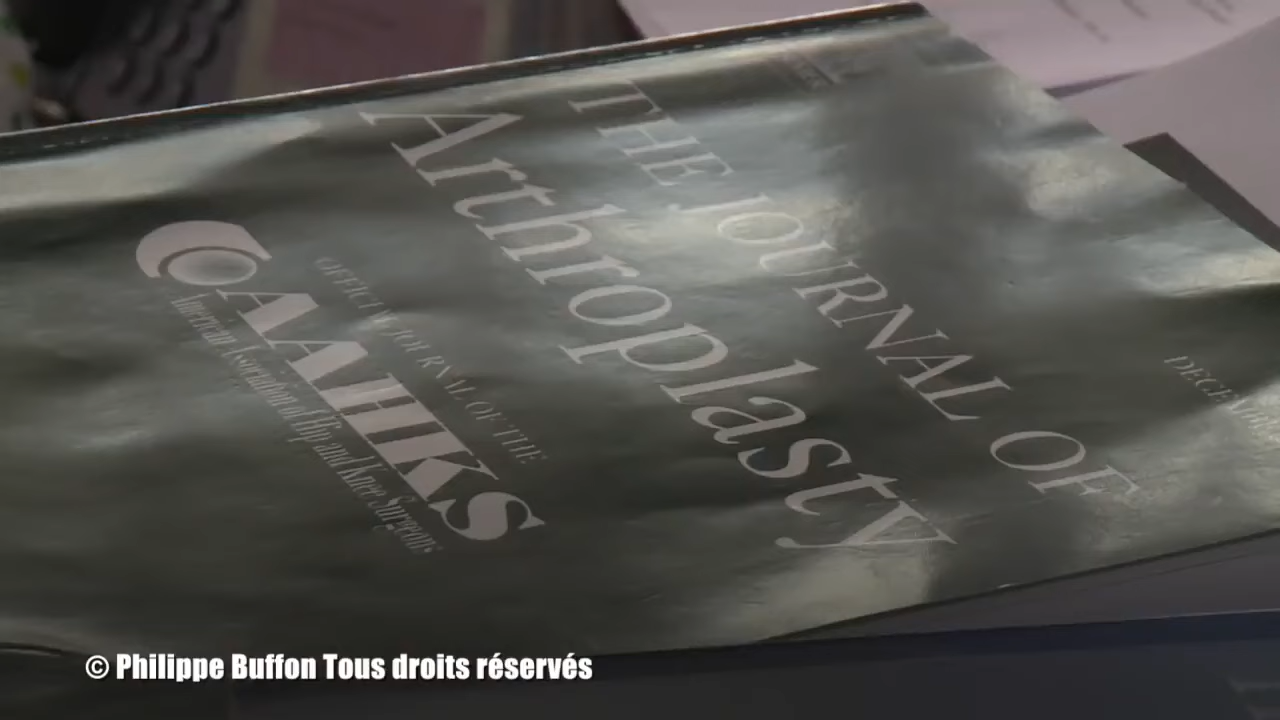 THE JOURNAL OF
Arthroplasty
OFFICIAL JOURNAL OF THE
AAHKS
American Association of Hip and Knee Surgeons
© Philippe Buffon Tous droits réservés